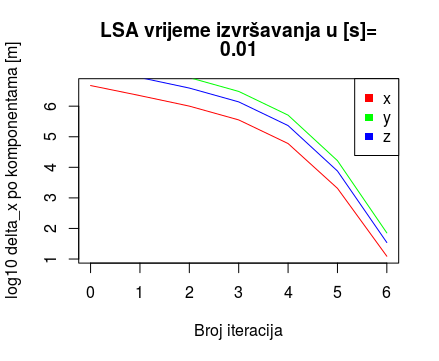 LSA vrijeme izvršavanja u [s]=
0.01
log10 delta_x po komponentama [m]
6
5
4
3
2
1
x
y
z
0 1 2 3 4 5 6
Broj iteracija